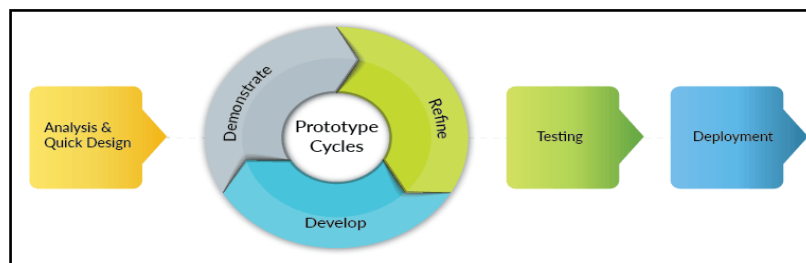 Analysis &
Quick Design
Demonstrate
Refine
Prototype
Cycles
Develop
Testing
Deployment